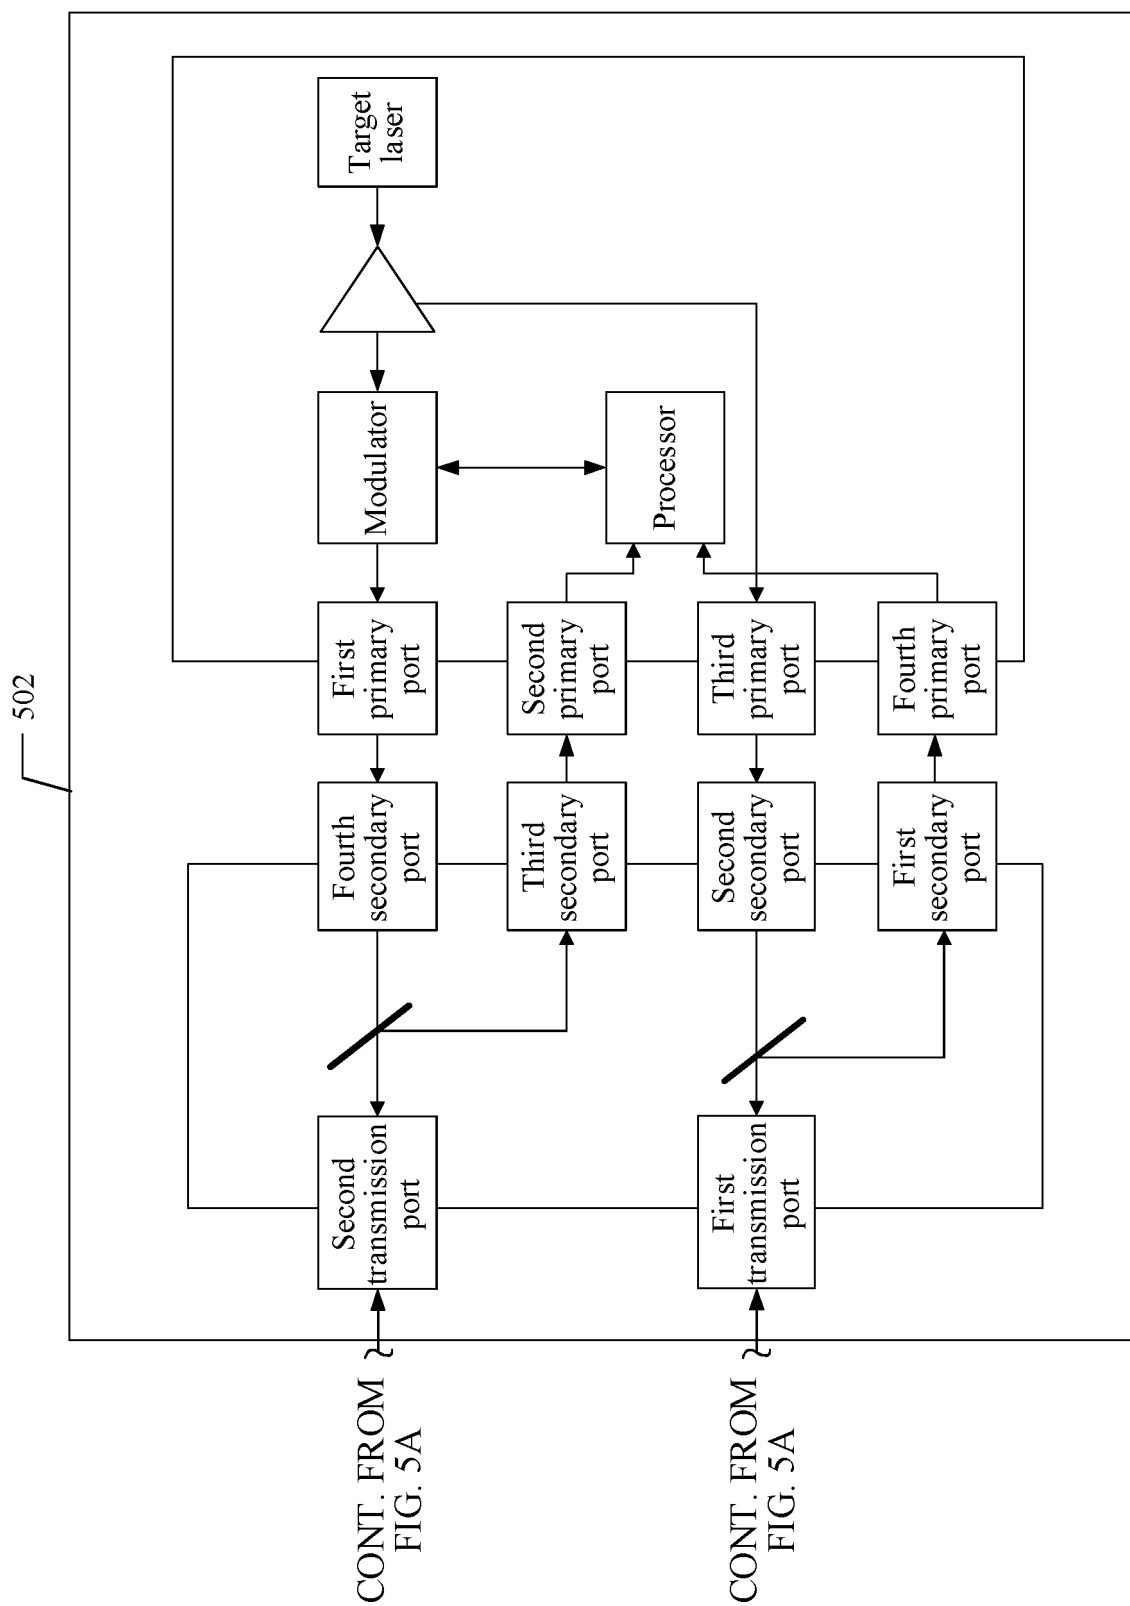 502
CONT. FROM
FIG. 5A
Second
transmission
port
Fourth
secondary
port
First
primary
port
Modulator
Target
laser
Third
secondary
port
Second
primary
port
Processor
CONT. FROM
FIG. 5A
First
transmission
port
Second
secondary
port
Third
primary
port
First
secondary
port
Fourth
primary
port